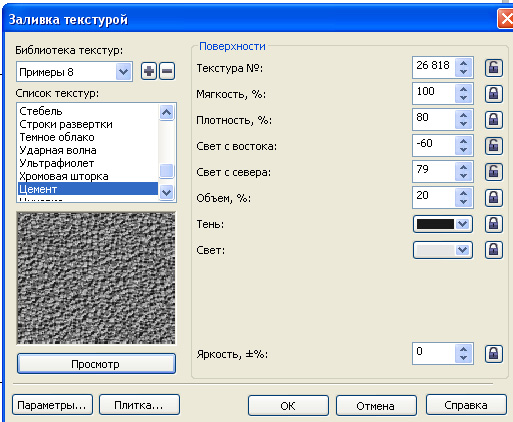 Заливка текстурой
Библиотека текстур:
Примеры 8
Список текстур:
Стебель
Строки развертки
Темное облако
Ударная волна
Ультрафиолет
Хромовая шторка
Цемент
Просмотр
Поверхности
Текстура №: 26 818
Мягкость, %: 100
Плотность, %: 80
Свет с востока: -60
Свет с севера: 79
Объем, %: 20
Тень:
Свет:
Яркость, ±%: 0
Параметры... Плитка... ОК Отмена Справка